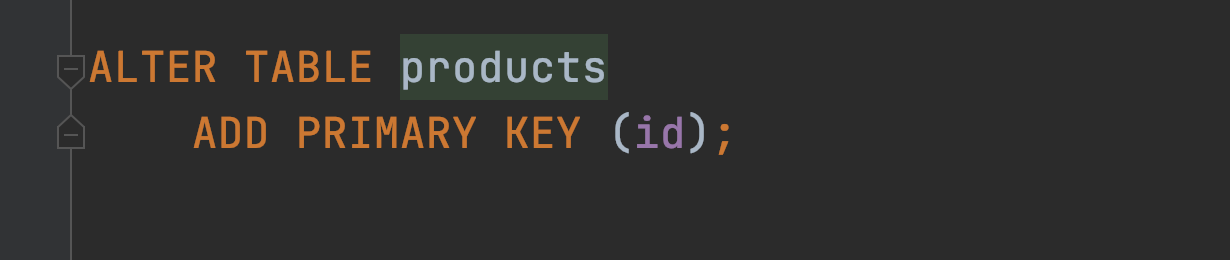 ALTER TABLE products
ADD PRIMARY KEY (id);